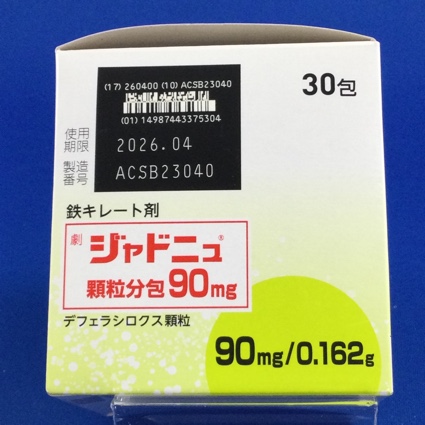 (17) 260400 (10) ACSB23040
(01) 14987443375304
使用期限 2026.04
製造番号 ACSB23040
30包
鉄キレート剤
劇 ジャドニュ®
顆粒分包90mg
デフェラシロクス顆粒
90mg/0.162g